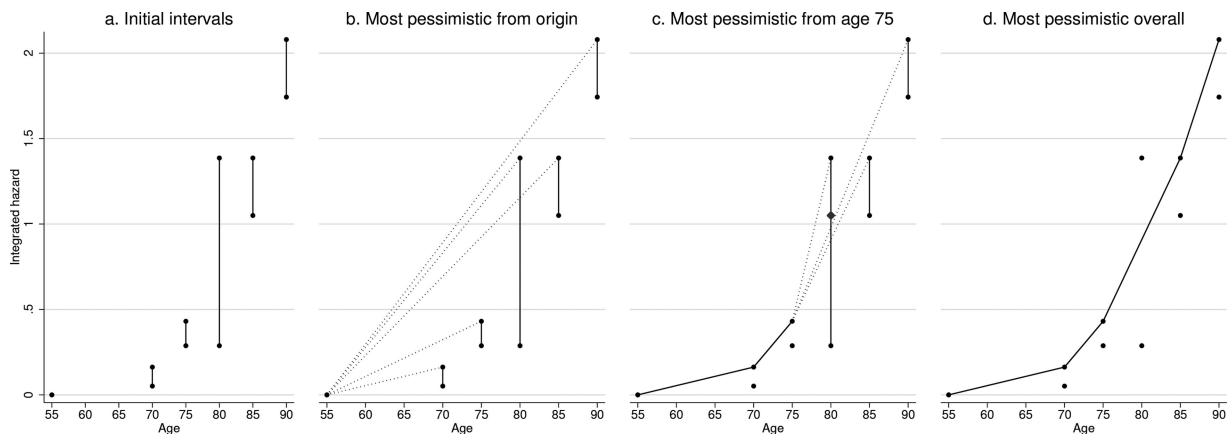 a. Initial intervals
b. Most pessimistic from origin
c. Most pessimistic from age 75
d. Most pessimistic overall
Integrated hazard
2
1.5
1
.5
0
55 60 65 70 75 80 85 90
Age
55 60 65 70 75 80 85 90
Age
55 60 65 70 75 80 85 90
Age
55 60 65 70 75 80 85 90
Age